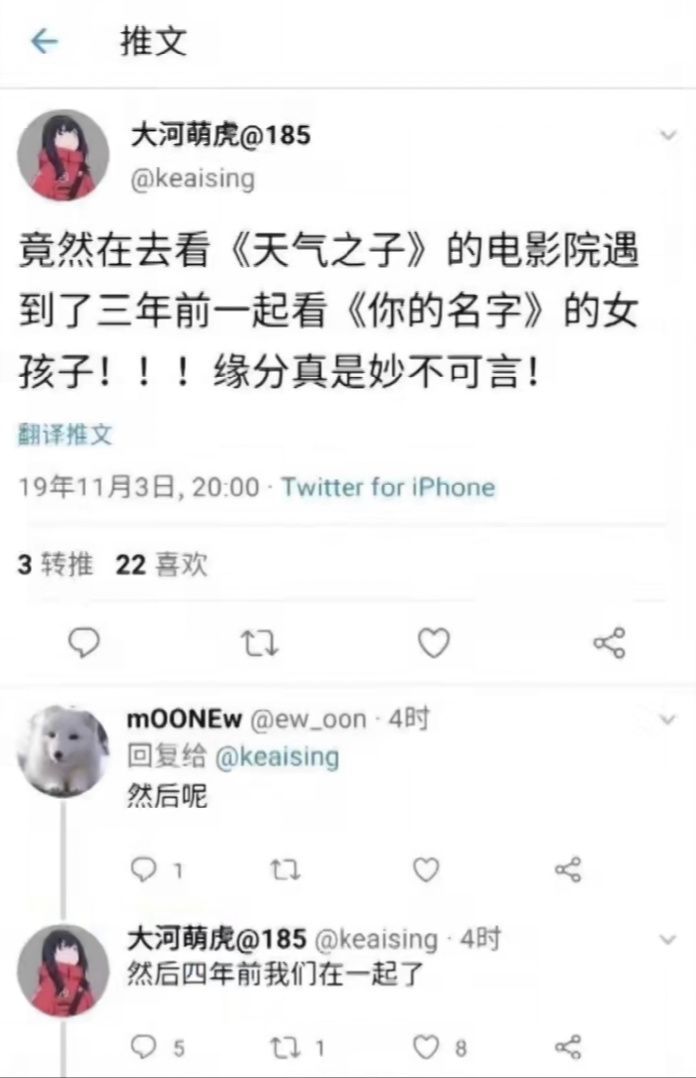 推文
大河萌虎@185
@keaising
竟然在去看《天气之子》的电影院遇
到了三年前一起看《你的名字》的女
孩子！！！缘分真是妙不可言！
翻译推文
19年11月3日, 20:00 · Twitter for iPhone
3 转推 22 喜欢
mOONEw @ew_oon · 4时
回复给 @keaising
然后呢
1
大河萌虎@185 @keaising · 4时
然后四年前我们在一起了
5 1 8